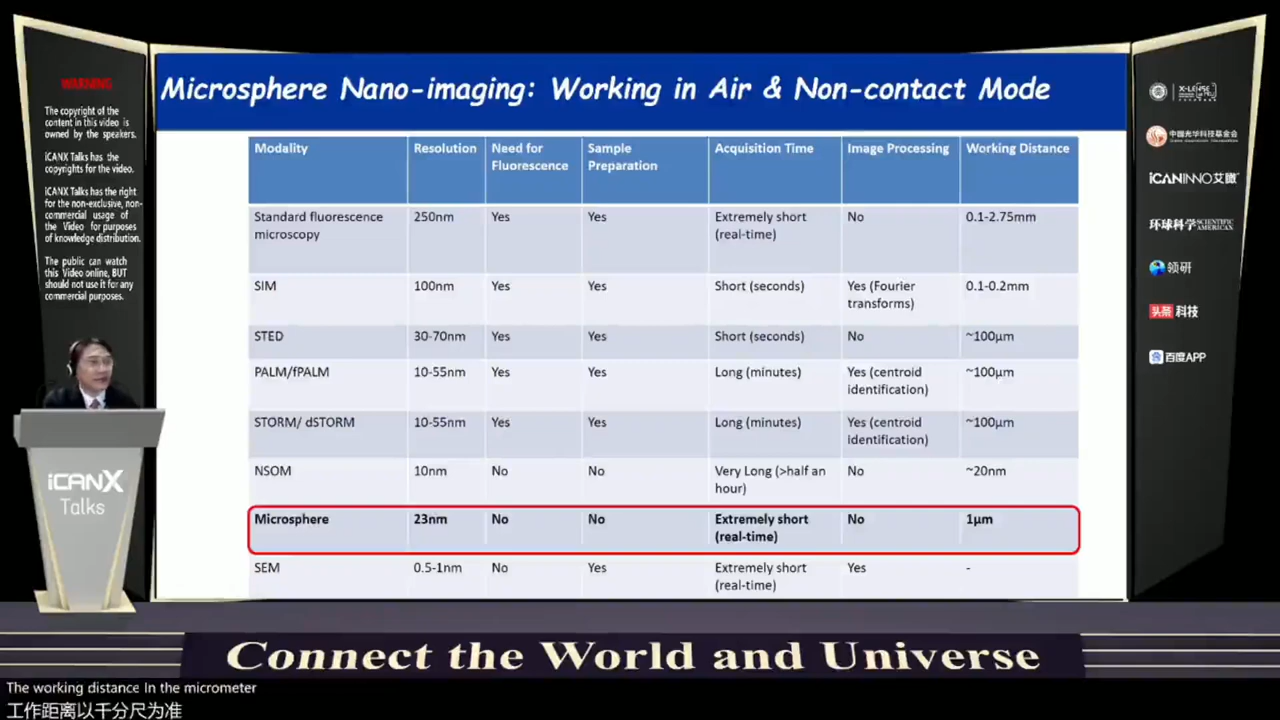 WARNING
The copyright of the
content in this video is
owned by the speakers.
iCANX Talks has the
copyrights for the video.
iCANX Talks has the right
for the non-exclusive, non-
commercial usage of
the Video for purposes
of knowledge distribution.
The public can watch
this Video online, BUT
should not use it for any
commercial purposes.
Microsphere Nano-imaging: Working in Air & Non-contact Mode
Modality Resolution Need for Fluorescence Sample Preparation Acquisition Time Image Processing Working Distance
Standard fluorescence microscopy 250nm Yes Yes Extremely short (real-time) No 0.1-2.75mm
SIM 100nm Yes Yes Short (seconds) Yes (Fourier transforms) 0.1-0.2mm
STED 30-70nm Yes Yes Short (seconds) No ~100µm
PALM/fPALM 10-55nm Yes Yes Long (minutes) Yes (centroid identification) ~100µm
STORM/ dSTORM 10-55nm Yes Yes Long (minutes) Yes (centroid identification) ~100µm
NSOM 10nm No No Very Long (>half an hour) No ~20nm
Microsphere 23nm No No Extremely short (real-time) No 1µm
SEM 0.5-1nm No Yes Extremely short (real-time) Yes -
中国光华科技基金会
iCANINNO艾瞰
环球科学 SCIENTIFIC AMERICAN
领研
头条 科技
百度APP
iCANX
Talks
Connect the World and Universe
The working distance In the micrometer
工作距离以千分尺为准